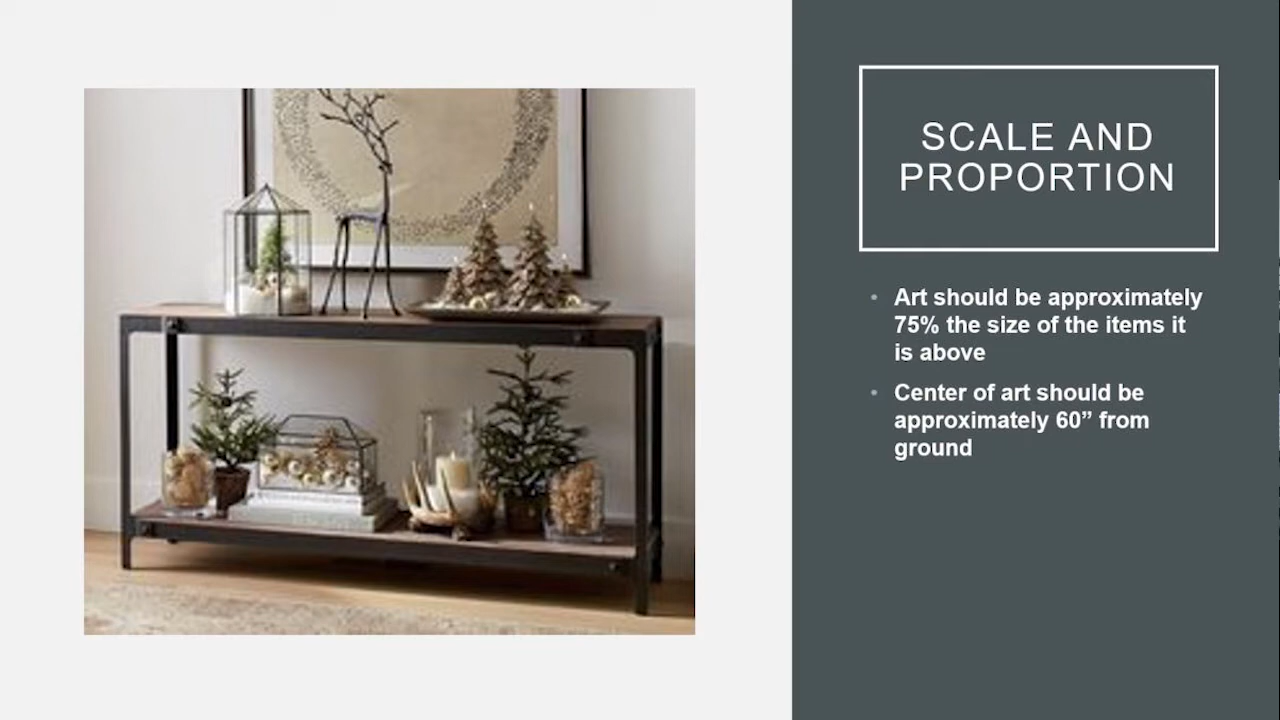 SCALE AND
PROPORTION
• Art should be approximately
75% the size of the items it
is above
• Center of art should be
approximately 60” from
ground